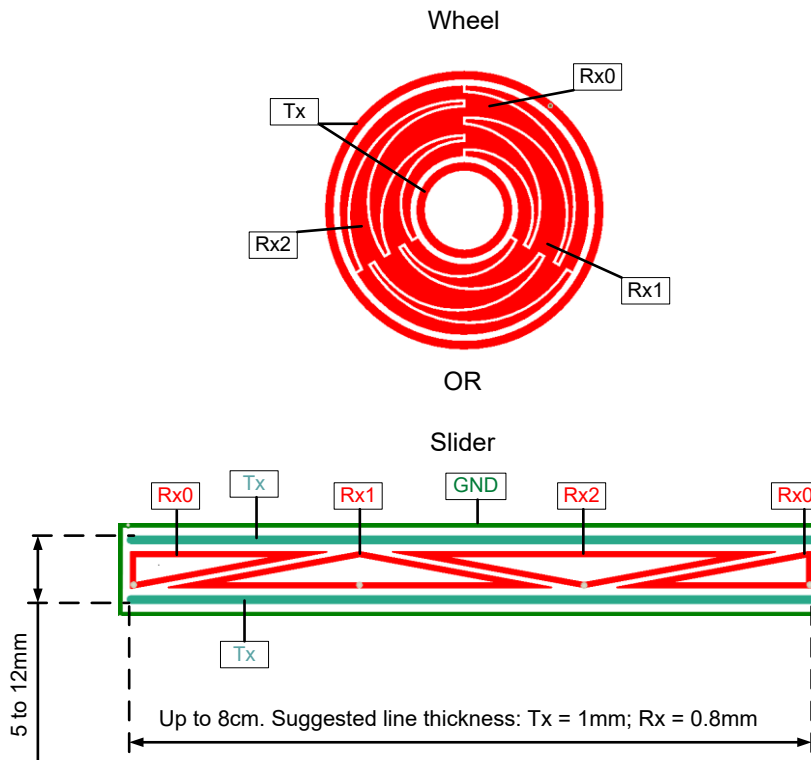 Wheel
Rx0
Tx
Rx2
Rx1
OR
Slider
Rx0
Tx
Rx1
GND
Rx2
Rx0
Tx
5 to 12mm
Up to 8cm. Suggested line thickness: Tx = 1mm; Rx = 0.8mm